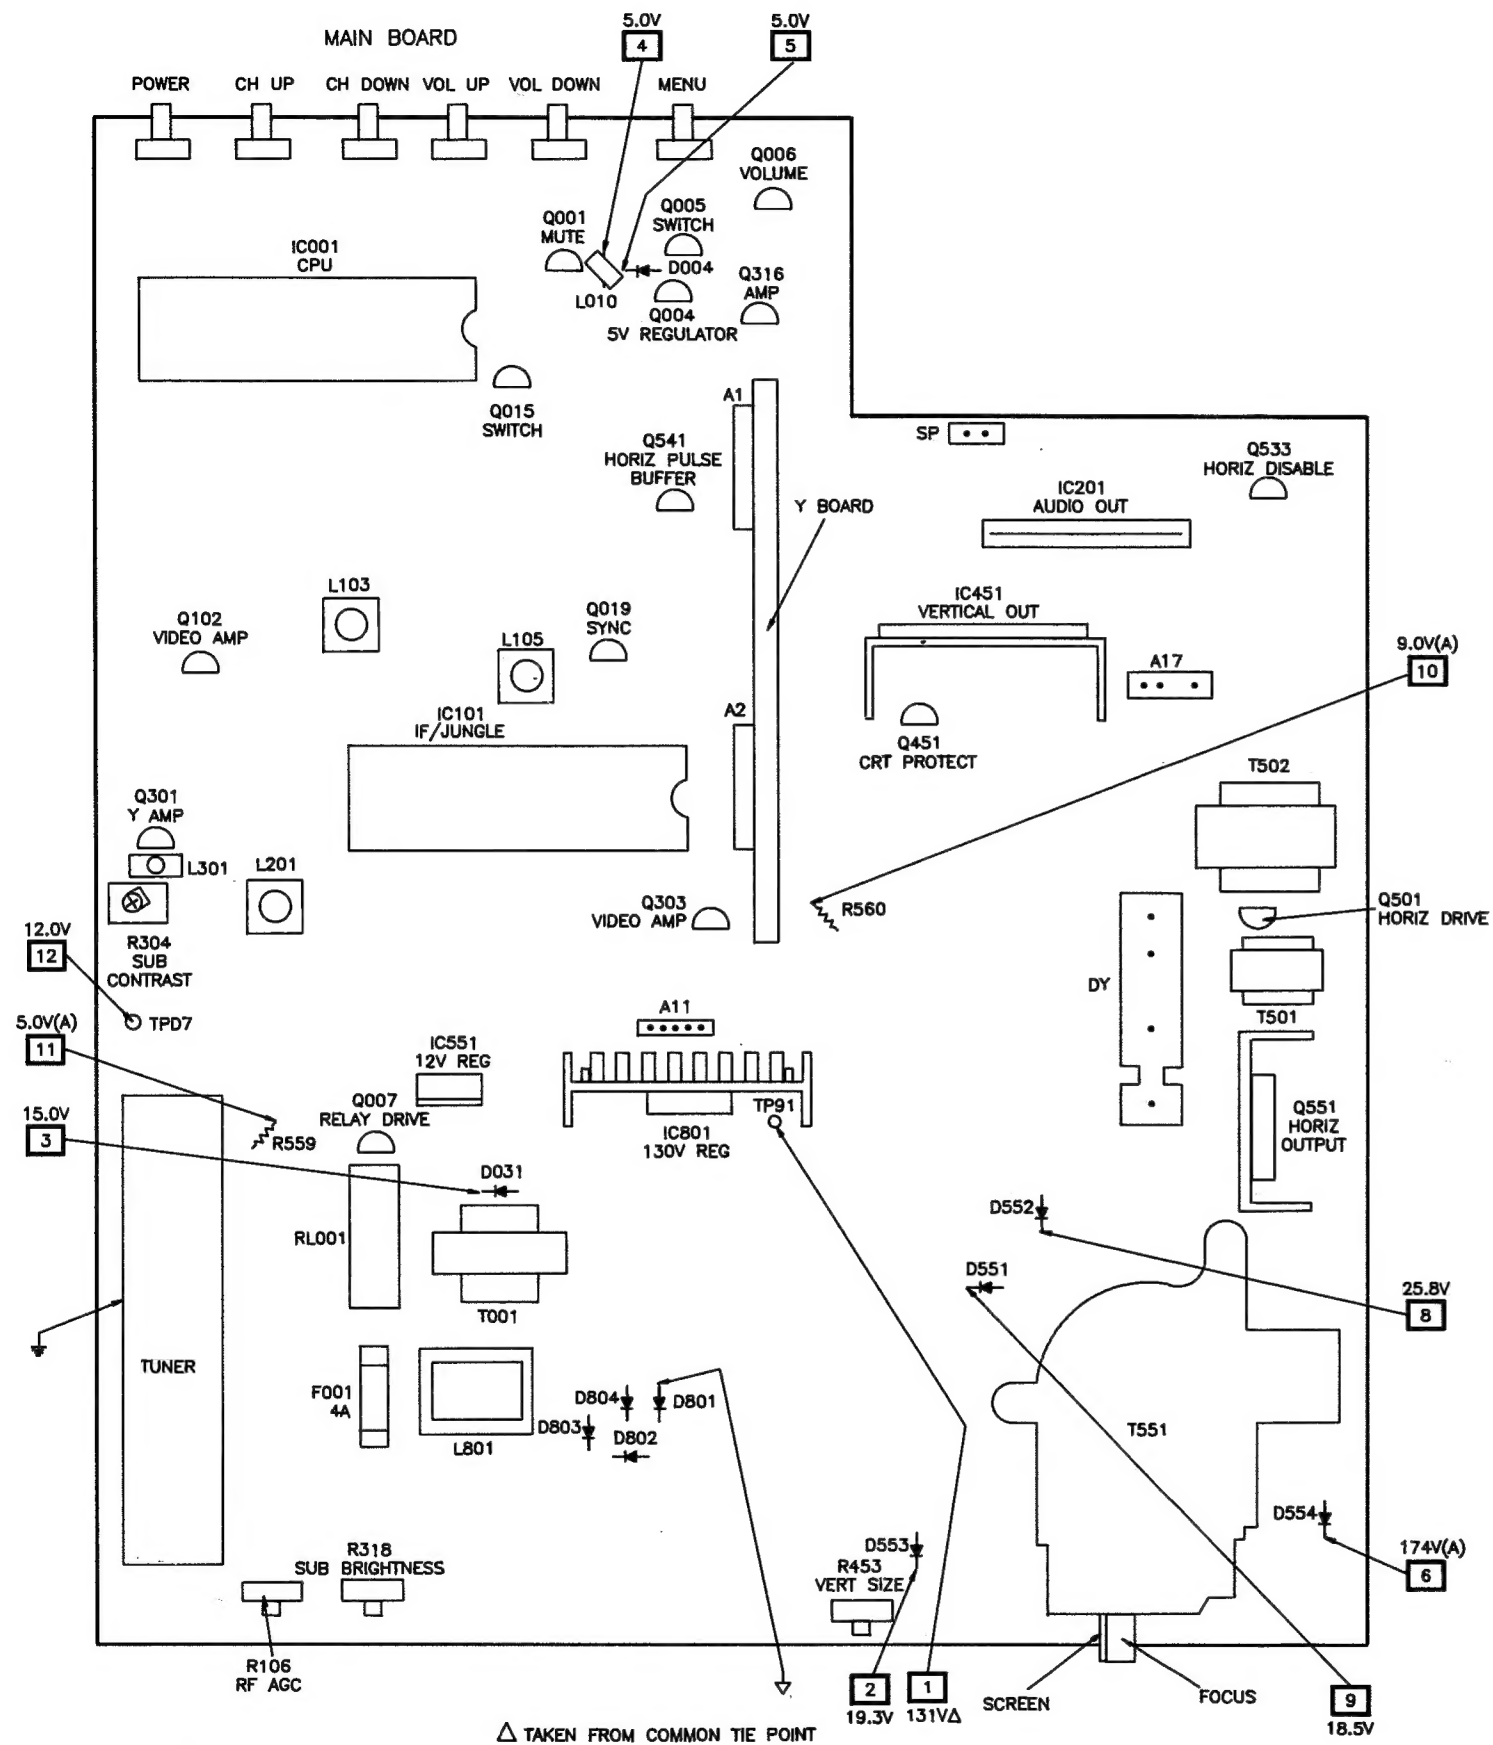 5.0V
4
5.0V
5
MAIN BOARD
POWER
CH UP
CH DOWN
VOL UP
VOL DOWN
MENU
Q006
VOLUME
Q005
SWITCH
Q001
MUTE
IC001
CPU
D004
L010
Q316
AMP
Q004
5V REGULATOR
Q015
SWITCH
A1
SP
Q541
HORIZ PULSE
BUFFER
Q533
HORIZ DISABLE
IC201
AUDIO OUT
Y BOARD
L103
Q102
VIDEO AMP
Q019
SYNC
L105
IC451
VERTICAL OUT
9.0V(A)
10
A17
IC101
IF/JUNGLE
A2
Q451
CRT PROTECT
T502
Q301
Y AMP
L301
L201
Q303
VIDEO AMP
R560
Q501
HORIZ DRIVE
R304
SUB
CONTRAST
12.0V
12
DY
TPD7
A11
T501
5.0V(A)
11
IC551
12V REG
Q007
RELAY DRIVE
TP91
IC801
130V REG
Q551
HORIZ
OUTPUT
15.0V
3
R559
D031
D552
RL001
D551
T001
25.8V
8
TUNER
F001
4A
D804
D801
D803
D802
L801
T551
D554
174V(A)
6
D553
R318
SUB BRIGHTNESS
R453
VERT SIZE
R106
RF AGC
2
19.3V
1
131V△
SCREEN
FOCUS
9
18.5V
△ TAKEN FROM COMMON TIE POINT